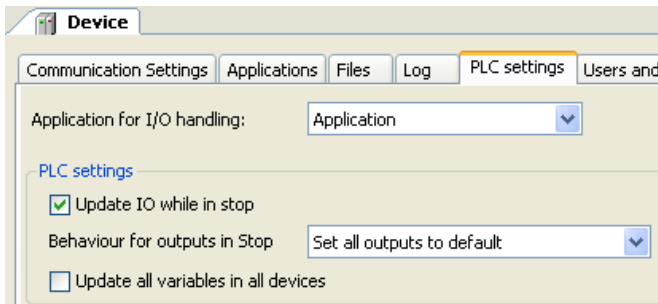 Device
Communication Settings Applications Files Log PLC settings Users and
Application for I/O handling: Application
PLC settings
Update IO while in stop
Behaviour for outputs in Stop Set all outputs to default
Update all variables in all devices